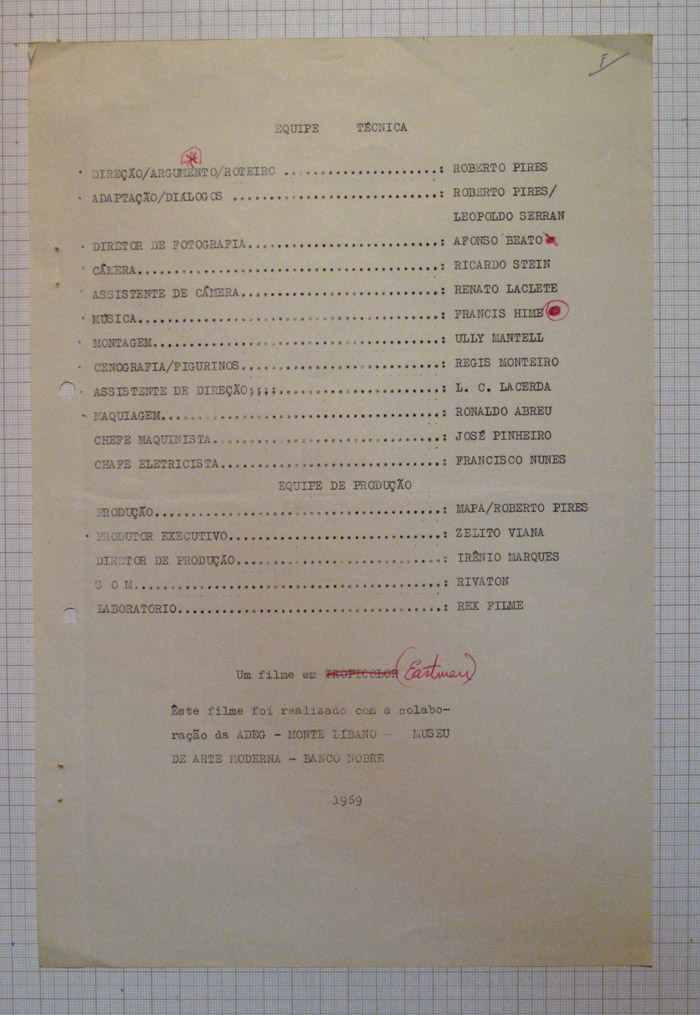 F
EQUIPE TÉCNICA
DIREÇÃO/ARGUMENTO/ROTEIRO ......................: ROBERTO PIRES
ADAPTAÇÃO/DIÁLOGOS .............................: ROBERTO PIRES/
LEOPOLDO SERRAN
DIRETOR DE FOTOGRAFIA...........................: AFONSO BEATO
CÂMERA..........................................: RICARDO STEIN
ASSISTENTE DE CÂMERA............................: RENATO LACLETE
MÚSICA..........................................: FRANCIS HIME
MONTAGEM........................................: ULLY MANTELL
CENOGRAFIA/FIGURINOS............................: REGIS MONTEIRO
ASSISTENTE DE DIREÇÃO;;;;.......................: L. C. LACERDA
MAQUIAGEM.......................................: RONALDO ABREU
CHEFE MAQUINISTA................................: JOSÉ PINHEIRO
CHAFE ELETRICISTA...............................: FRANCISCO NUNES
EQUIPE DE PRODUÇÃO
PRODUÇÃO........................................: MAPA/ROBERTO PIRES
PRODUTOR EXECUTIVO..............................: ZELITO VIANA
DIRETOR DE PRODUÇÃO.............................: IRÊNIO MARQUES
S O M...........................................: RIVATON
LABORATÓRIO.....................................: REX FILME
Um filme em TROPICOLOR (Eastman)
Êste filme foi realizado com a colabo-
ração da ADEG - MONTE LÍBANO - MUSEU
DE ARTE MODERNA - BANCO NOBRE
1969